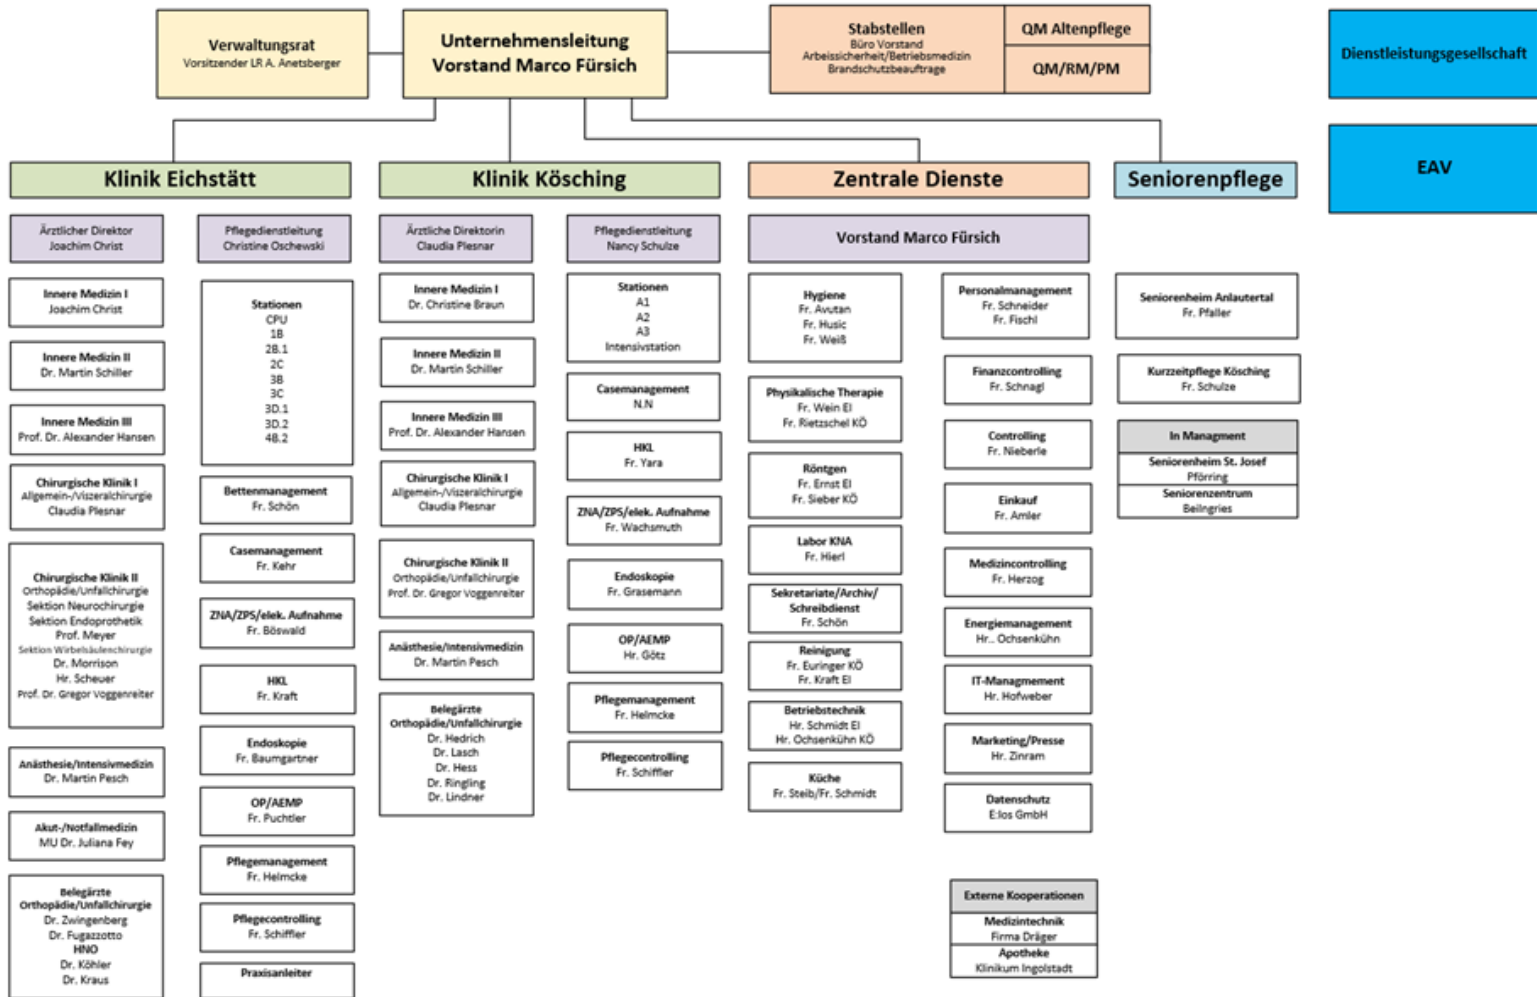 Verwaltungsrat
Vorsitzender LR A. Anetsberger
Unternehmensleitung
Vorstand Marco Fürsich
Stabstellen
Büro Vorstand
Arbeissicherheit/Betriebsmedizin
Brandschutzbeauftrage
QM Altenpflege
QM/RM/PM
Dienstleistungsgesellschaft
EAV
Klinik Eichstätt
Ärztlicher Direktor
Joachim Christ
Innere Medizin I
Joachim Christ
Innere Medizin II
Dr. Martin Schiller
Innere Medizin III
Prof. Dr. Alexander Hansen
Chirurgische Klinik I
Allgemein-/Viszeralchirurgie
Claudia Plesnar
Chirurgische Klinik II
Orthopädie/Unfallchirurgie
Sektion Neurochirurgie
Sektion Endoprothetik
Prof. Meyer
Sektion Wirbelsäulenchirurgie
Dr. Morrison
Hr. Scheuer
Prof. Dr. Gregor Voggenreiter
Anästhesie/Intensivmedizin
Dr. Martin Pesch
Akut-/Notfallmedizin
MU Dr. Juliana Fey
Belegärzte
Orthopädie/Unfallchirurgie
Dr. Zwingenberg
Dr. Fugazzotto
HNO
Dr. Köhler
Dr. Kraus
Pflegedienstleitung
Christine Oschewski
Stationen
CPU
1B
2B.1
2C
3B
3C
3D.1
3D.2
4B.2
Bettenmanagement
Fr. Schön
Casemanagement
Fr. Kehr
ZNA/ZPS/elek. Aufnahme
Fr. Böswald
HKL
Fr. Kraft
Endoskopie
Fr. Baumgartner
OP/AEMP
Fr. Puchtler
Pflegemanagement
Fr. Helmcke
Pflegecontrolling
Fr. Schiffler
Praxisanleiter
Klinik Kösching
Ärztliche Direktorin
Claudia Plesnar
Innere Medizin I
Dr. Christine Braun
Innere Medizin II
Dr. Martin Schiller
Innere Medizin III
Prof. Dr. Alexander Hansen
Chirurgische Klinik I
Allgemein-/Viszeralchirurgie
Claudia Plesnar
Chirurgische Klinik II
Orthopädie/Unfallchirurgie
Prof. Dr. Gregor Voggenreiter
Anästhesie/Intensivmedizin
Dr. Martin Pesch
Belegärzte
Orthopädie/Unfallchirurgie
Dr. Hedrich
Dr. Lasch
Dr. Hess
Dr. Ringling
Dr. Lindner
Pflegedienstleitung
Nancy Schulze
Stationen
A1
A2
A3
Intensivstation
Casemanagement
N.N
HKL
Fr. Yara
ZNA/ZPS/elek. Aufnahme
Fr. Wachsmuth
Endoskopie
Fr. Grasemann
OP/AEMP
Hr. Götz
Pflegemanagement
Fr. Helmcke
Pflegecontrolling
Fr. Schiffler
Zentrale Dienste
Vorstand Marco Fürsich
Hygiene
Fr. Avutan
Fr. Husic
Fr. Weiß
Physikalische Therapie
Fr. Wein EI
Fr. Rietzschel KÖ
Röntgen
Fr. Ernst EI
Fr. Sieber KÖ
Labor KNA
Fr. Hierl
Sekretariate/Archiv/
Schreibdienst
Fr. Schön
Reinigung
Fr. Euringer KÖ
Fr. Kraft EI
Betriebstechnik
Hr. Schmidt EI
Hr. Ochsenkühn KÖ
Küche
Fr. Steib/Fr. Schmidt
Personalmanagement
Fr. Schneider
Fr. Fischl
Finanzcontrolling
Fr. Schnagl
Controlling
Fr. Nieberle
Einkauf
Fr. Amler
Medizincontrolling
Fr. Herzog
Energiemanagement
Hr.. Ochsenkühn
IT-Managmement
Hr. Hofweber
Marketing/Presse
Hr. Zinram
Datenschutz
E:los GmbH
Externe Kooperationen
Medizintechnik
Firma Dräger
Apotheke
Klinikum Ingolstadt
Seniorenpflege
Seniorenheim Anlautertal
Fr. Pfaller
Kurzzeitpflege Kösching
Fr. Schulze
In Managment
Seniorenheim St. Josef
Pförring
Seniorenzentrum
Beilngries